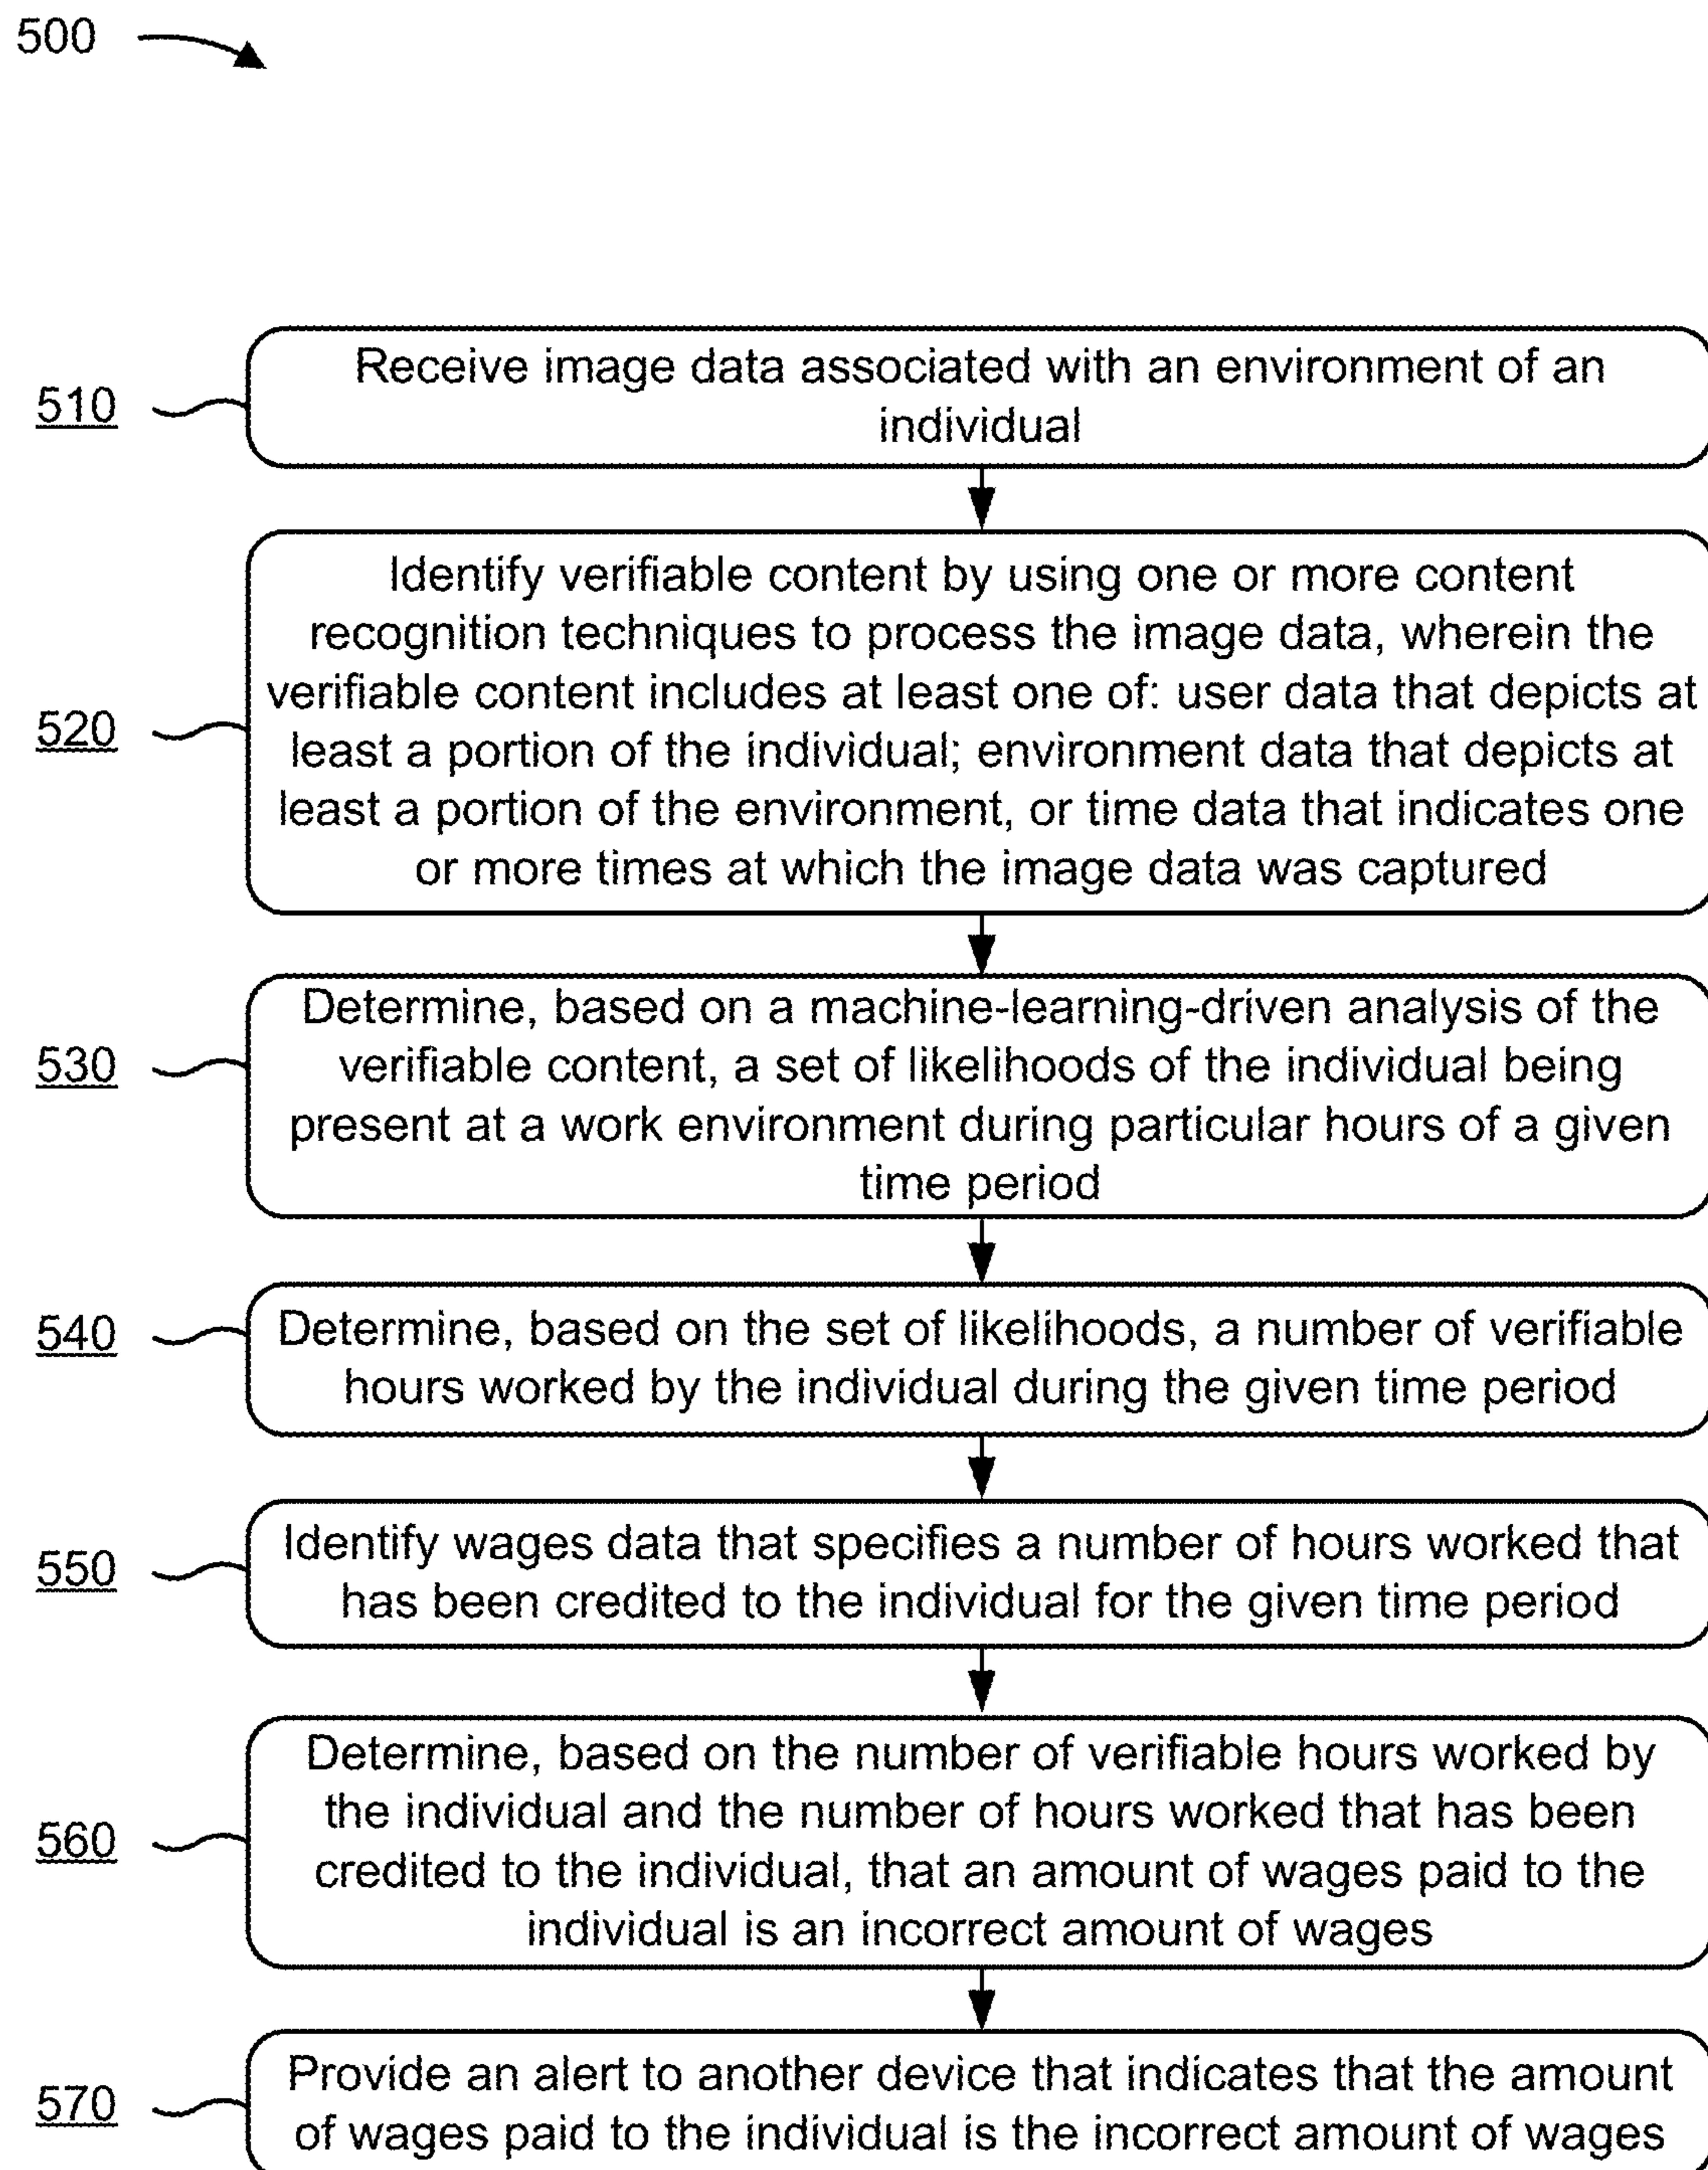 500
510
Receive image data associated with an environment of an
individual
520
Identify verifiable content by using one or more content
recognition techniques to process the image data, wherein the
verifiable content includes at least one of: user data that depicts at
least a portion of the individual; environment data that depicts at
least a portion of the environment, or time data that indicates one
or more times at which the image data was captured
530
Determine, based on a machine-learning-driven analysis of the
verifiable content, a set of likelihoods of the individual being
present at a work environment during particular hours of a given
time period
540
Determine, based on the set of likelihoods, a number of verifiable
hours worked by the individual during the given time period
550
Identify wages data that specifies a number of hours worked that
has been credited to the individual for the given time period
560
Determine, based on the number of verifiable hours worked by
the individual and the number of hours worked that has been
credited to the individual, that an amount of wages paid to the
individual is an incorrect amount of wages
570
Provide an alert to another device that indicates that the amount
of wages paid to the individual is the incorrect amount of wages